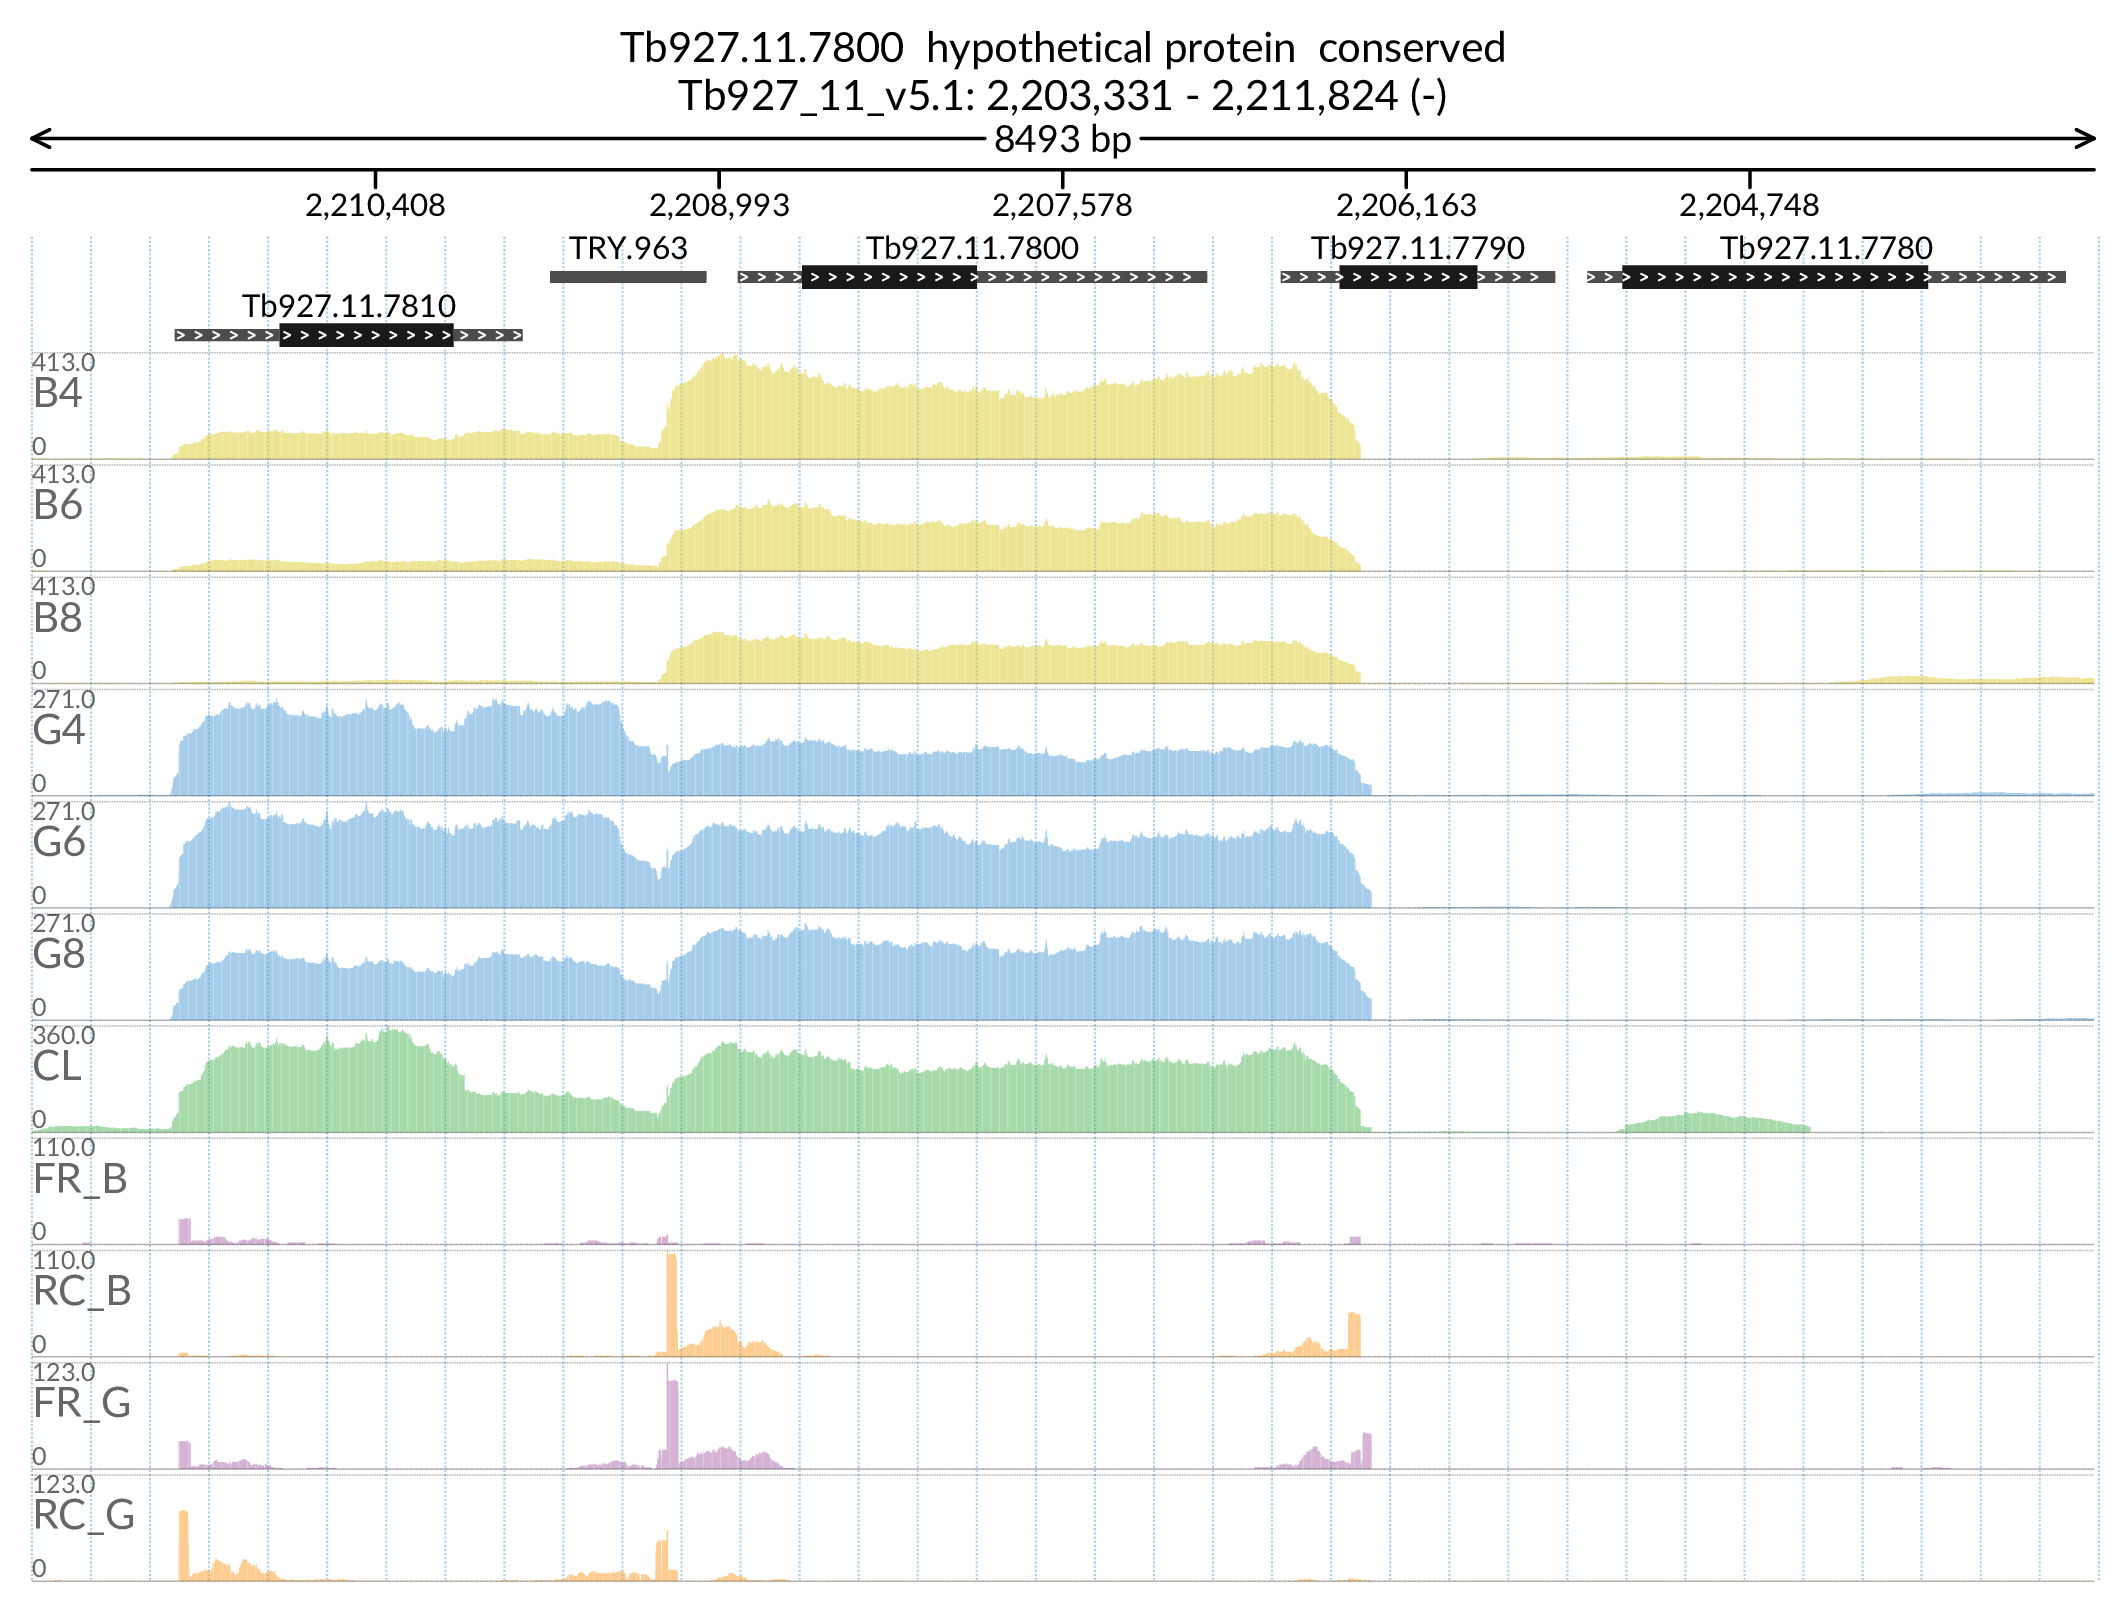 Tb927.11.7800 hypothetical protein conserved
Tb927_11_v5.1: 2,203,331 - 2,211,824 (-)
8493 bp
2,210,408 2,208,993 2,207,578 2,206,163 2,204,748
TRY.963 Tb927.11.7800 Tb927.11.7790 Tb927.11.7780
Tb927.11.7810
413.0
B4
0
413.0
B6
0
413.0
B8
0
271.0
G4
0
271.0
G6
0
271.0
G8
0
360.0
CL
0
110.0
FR_B
0
110.0
RC_B
0
123.0
FR_G
0
123.0
RC_G
0